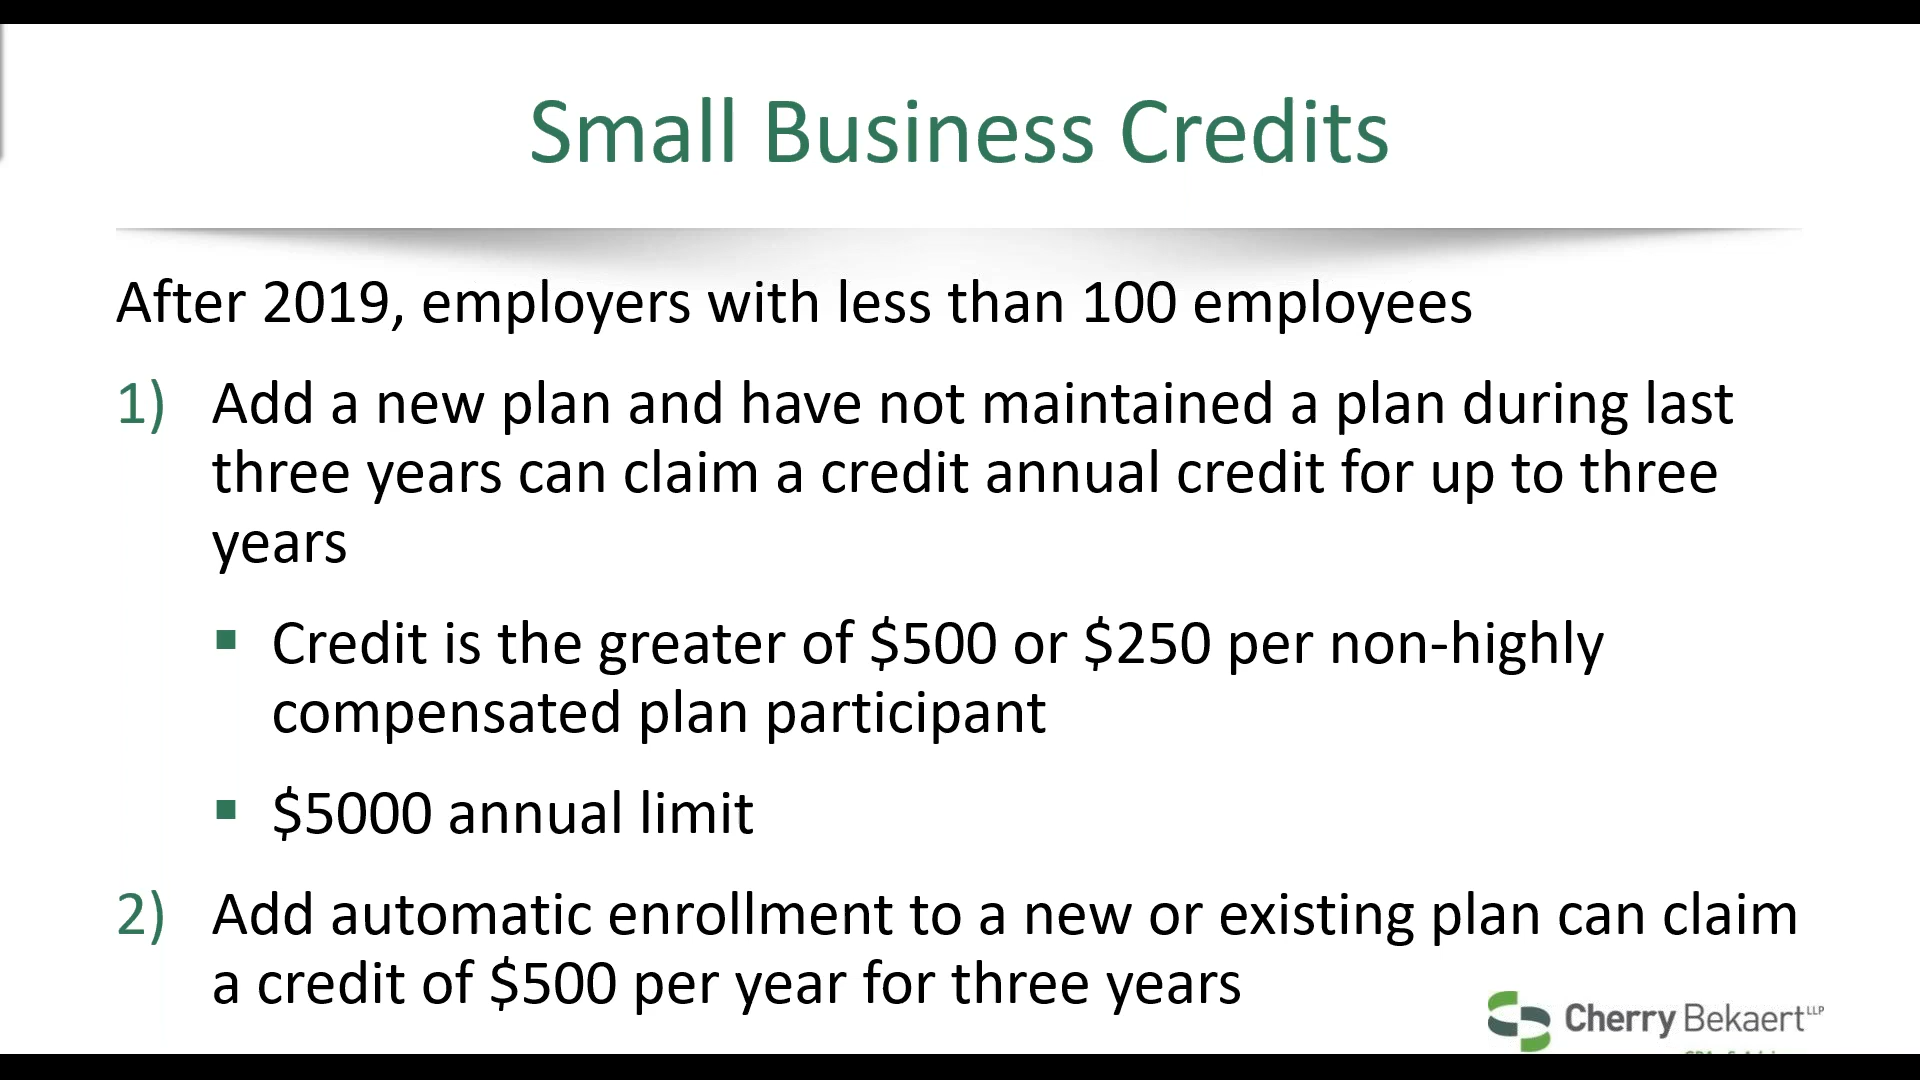 Small Business Credits
After 2019, employers with less than 100 employees
1) Add a new plan and have not maintained a plan during last
three years can claim a credit annual credit for up to three
years
▪ Credit is the greater of $500 or $250 per non-highly
compensated plan participant
▪ $5000 annual limit
2) Add automatic enrollment to a new or existing plan can claim
a credit of $500 per year for three years
Cherry Bekaert LLP